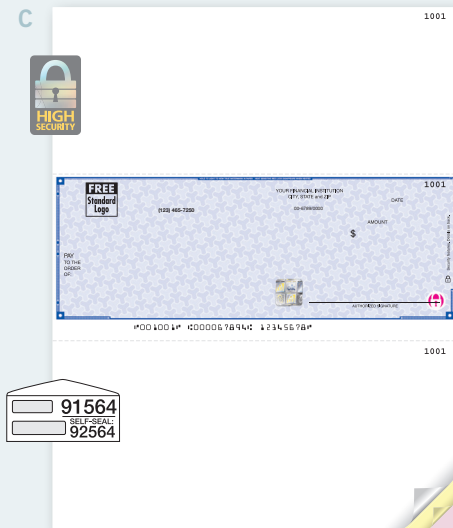 C
1001
HIGH
SECURITY
1001
FREE
Standard
Logo
(123) 465-7250
YOUR FINANCIAL INSTITUTION
CITY, STATE and ZIP
DATE
AMOUNT
$
PAY
TO THE
ORDER
OF:
AUTHORIZED SIGNATURE
⑈001001⑈ ⑆000067894⑆ 12345678⑈
1001
91564
SELF-SEAL:
92564